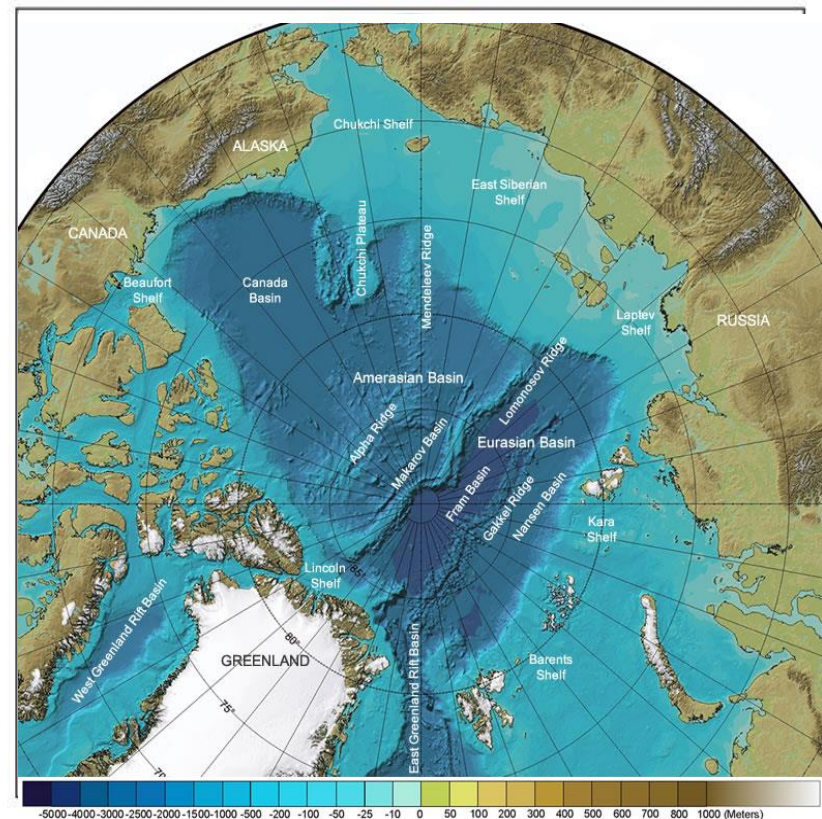 Chukchi Shelf
ALASKA
East Siberian
Shelf
CANADA
Chukchi Plateau
Mendeleev Ridge
Beaufort
Shelf
Canada
Basin
Laptev
Shelf
RUSSIA
Lomonosov Ridge
Amerasian Basin
Alpha Ridge
Makarov Basin
Eurasian Basin
Fram Basin
Gakkel Ridge
Nansen Basin
Kara
Shelf
Lincoln
Shelf
85°
80°
GREENLAND
West Greenland Rift Basin
East Greenland Rift Basin
Barents
Shelf
75°
70
-5000 -4000 -3000 -2500 -2000 -1500 -1000 -500 -200 -100 -50 -25 -10 0 50 100 200 300 400 500 600 700 800 1000 (Meters)